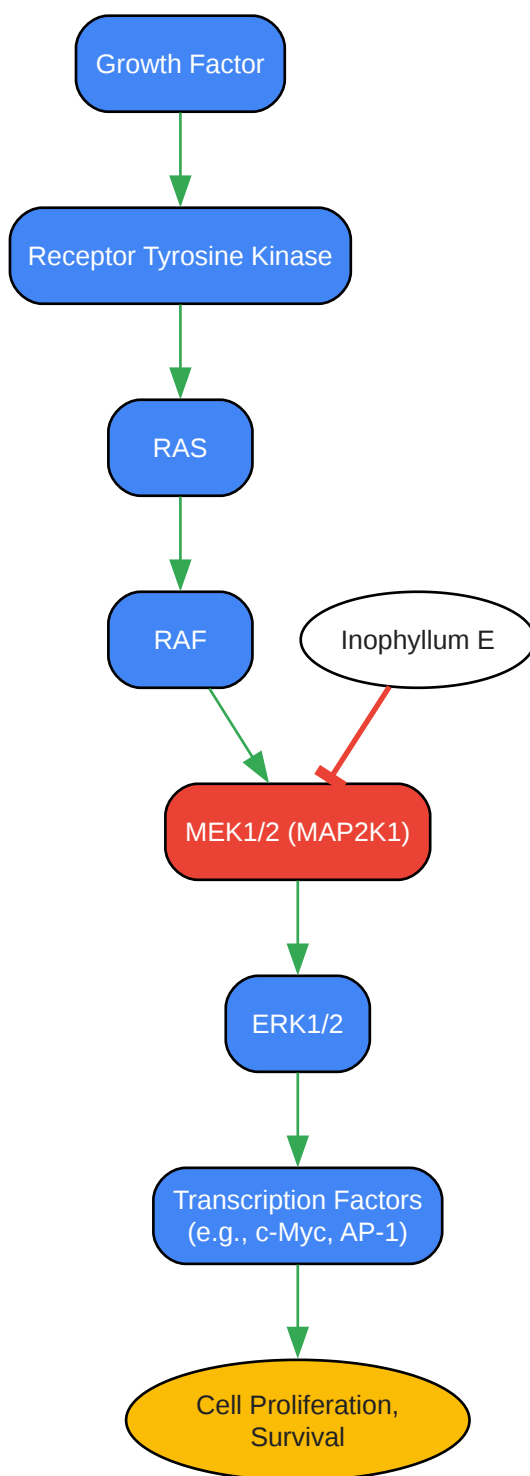 Growth Factor
Receptor Tyrosine Kinase
RAS
RAF
Inophyllum E
MEK1/2 (MAP2K1)
ERK1/2
Transcription Factors
(e.g., c-Myc, AP-1)
Cell Proliferation,
Survival